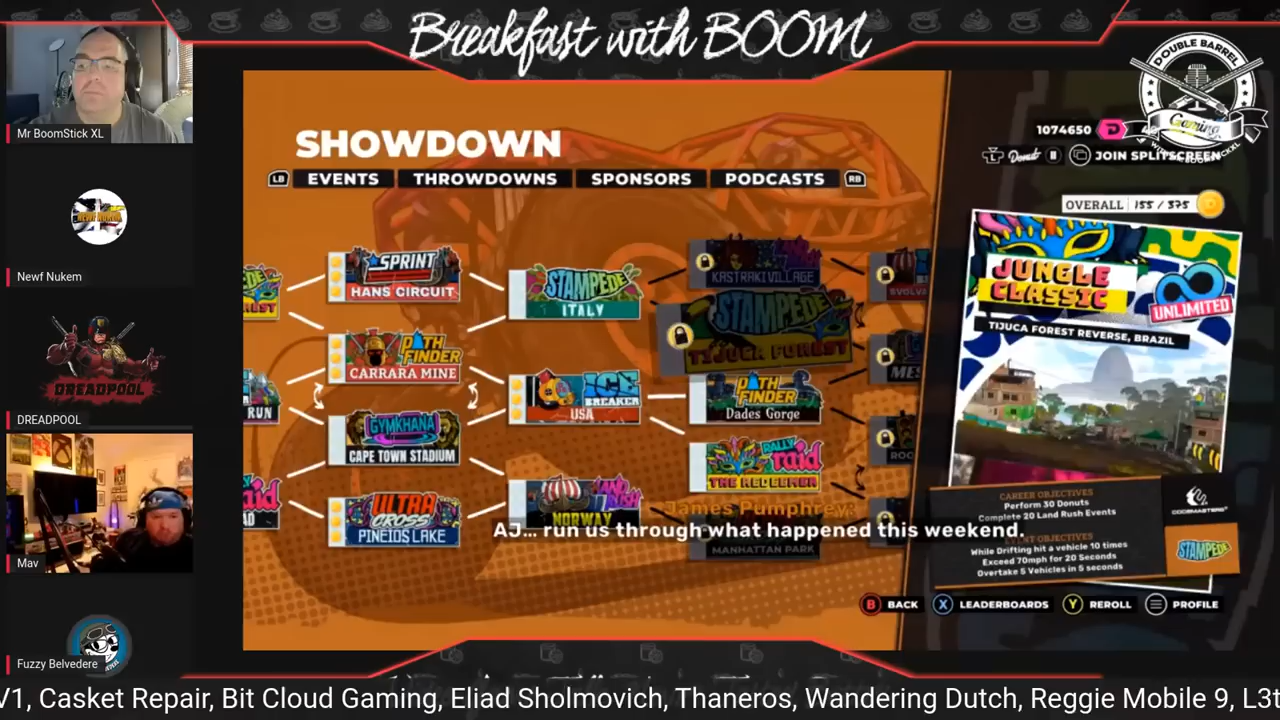 Breakfast with BOOM
DOUBLE BARREL
Gaming
Mr BoomStick XL
Newf Nukem
DREADPOOL
DREADPOOL
Mav
Fuzzy Belvedere
SHOWDOWN
LB EVENTS THROWDOWNS SPONSORS PODCASTS RB
1074650
L Donut JOIN SPLITSCREEN
OVERALL 155 / 375
SPRINT
HANS CIRCUIT
PATH FINDER
CARRARA MINE
GYMKHANA
CAPE TOWN STADIUM
ULTRA CROSS
PINEIOS LAKE
RUN
STAMPEDE
ITALY
ICE BREAKER
USA
LAND RUSH
NORWAY
KASTRAKI VILLAGE
STAMPEDE
TIJUCA FOREST
PATH FINDER
Dades Gorge
RALLY raid
THE REDEEMER
MANHATTAN PARK
James Pumphrey:
AJ... run us through what happened this weekend.
JUNGLE CLASSIC
UNLIMITED
TIJUCA FOREST REVERSE, BRAZIL
CAREER OBJECTIVES
Perform 30 Donuts
Complete 20 Land Rush Events
EVENT OBJECTIVES
While Drifting hit a vehicle 10 times
Exceed 70mph for 20 Seconds
Overtake 5 Vehicles in 5 seconds
CODEMASTERS
STAMPEDE
B BACK X LEADERBOARDS Y REROLL PROFILE
V1, Casket Repair, Bit Cloud Gaming, Eliad Sholmovich, Thaneros, Wandering Dutch, Reggie Mobile 9, L3t